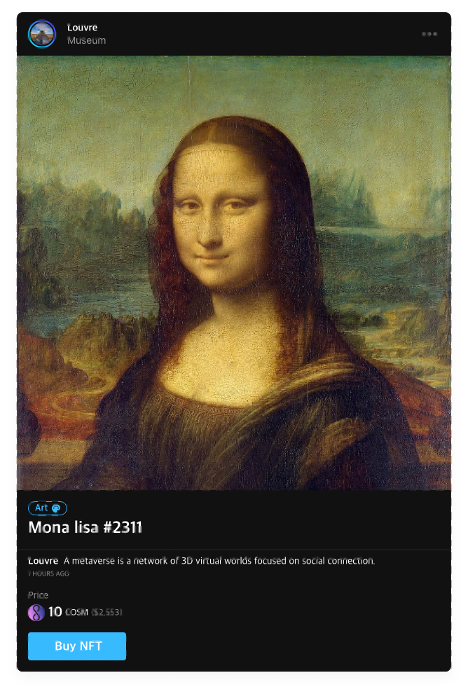 Louvre
Museum
Art
Mona lisa #2311
Louvre A metaverse is a network of 3D virtual worlds focused on social connection.
7 HOURS AGO
Price
10 COSM ($2,553)
Buy NFT